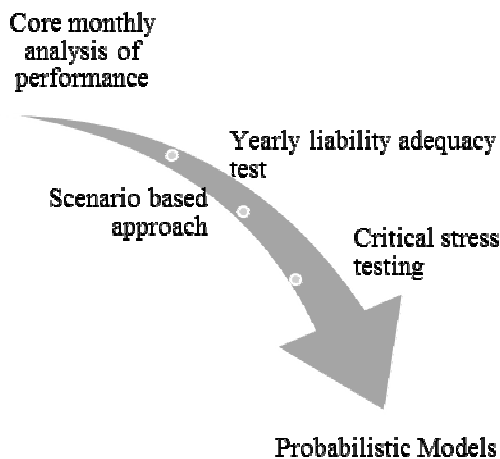 Core monthly
analysis of
performance
Yearly liability adequacy
test
Scenario based
approach
Critical stress
testing
Probabilistic Models